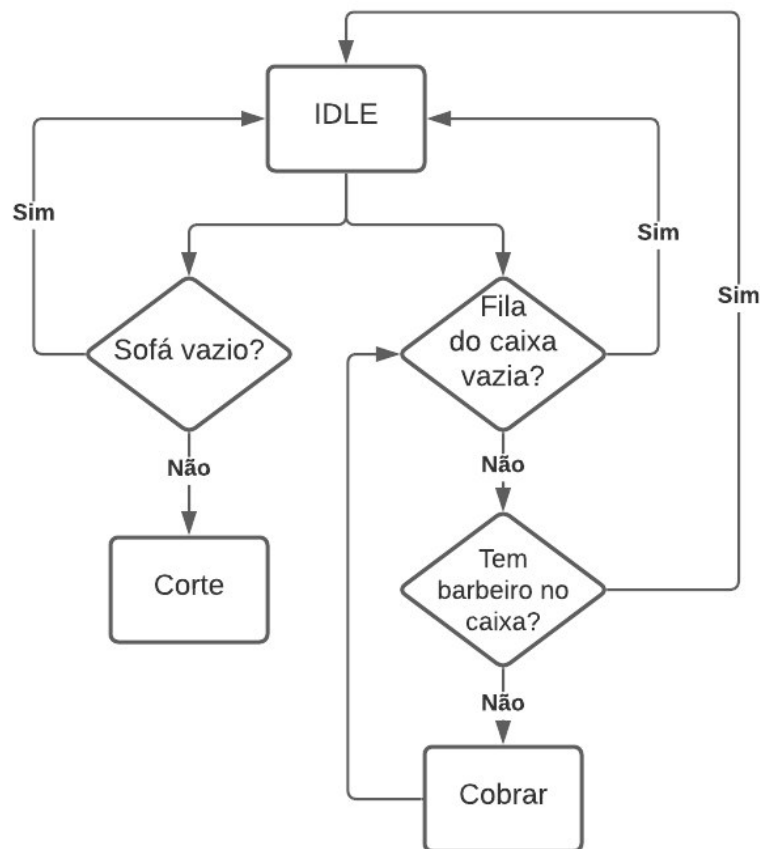 IDLE
Sim
Sim
Sim
Sofá vazio?
Fila
do caixa
vazia?
Não
Não
Corte
Tem
barbeiro no
caixa?
Não
Cobrar